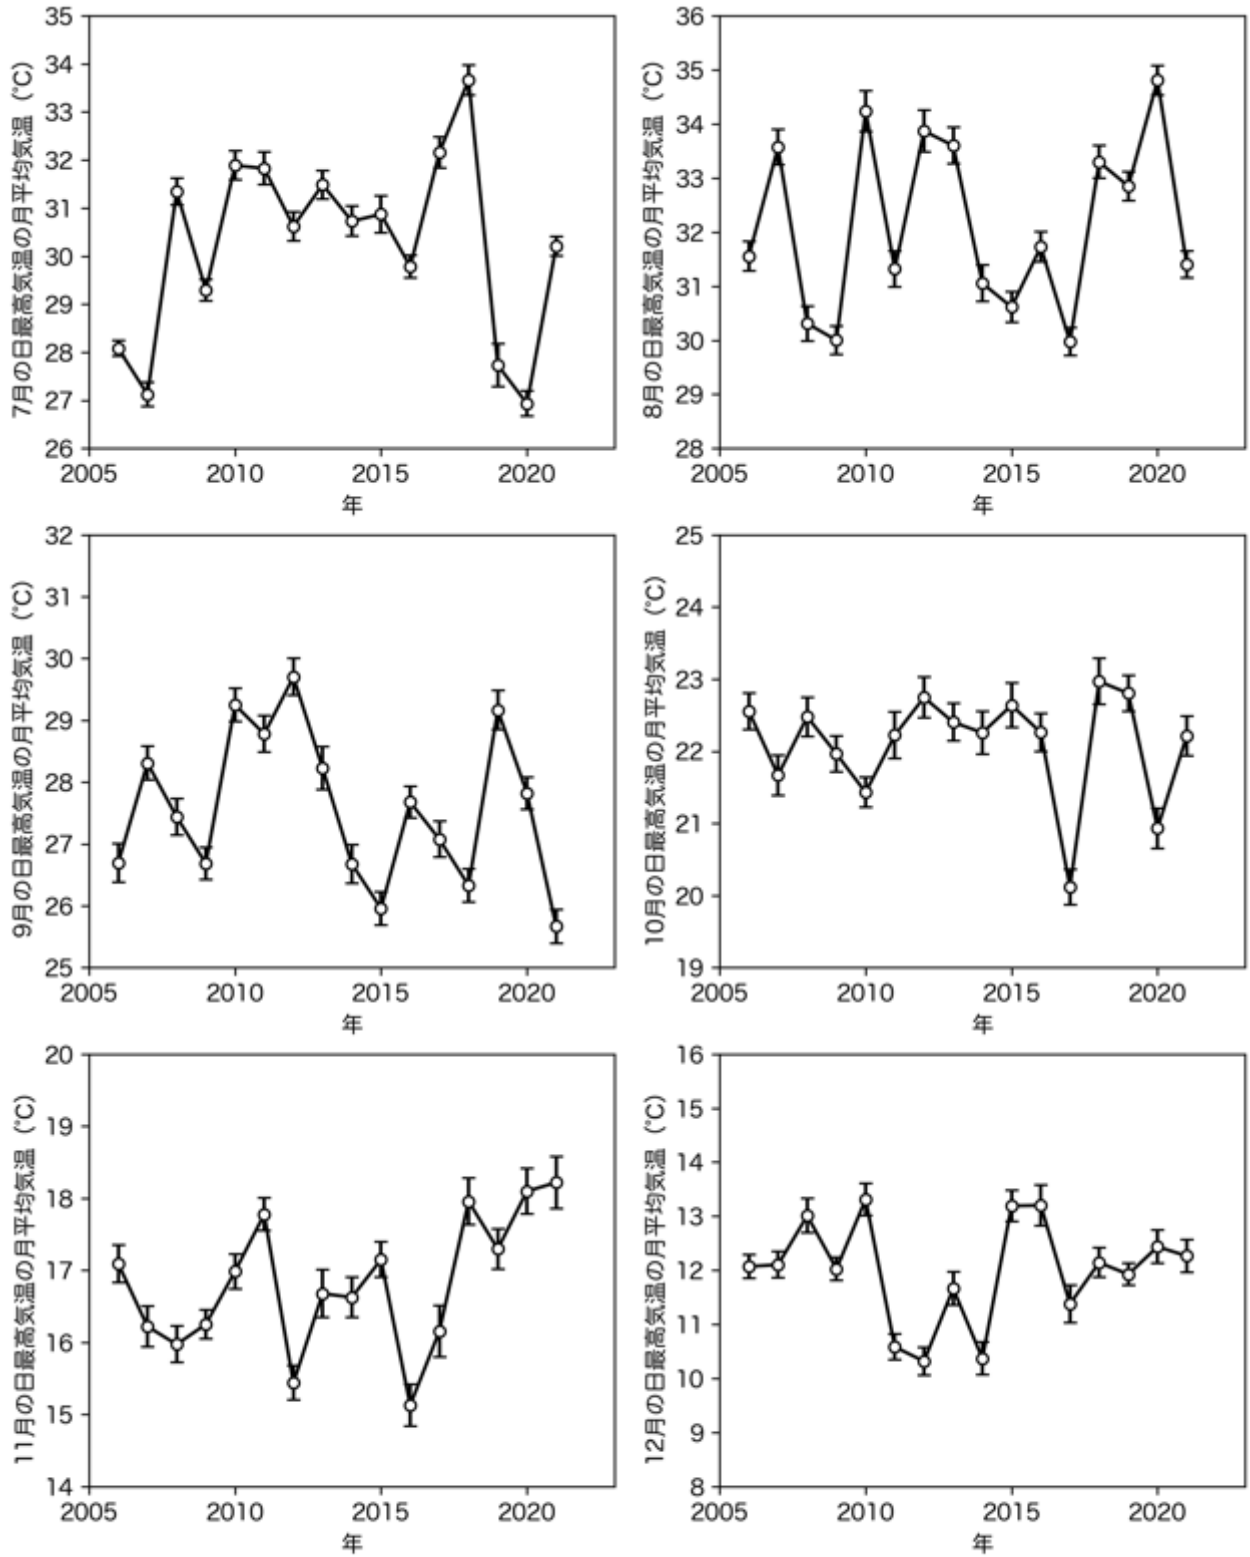 7月の日最高気温の月平均気温（℃）
35
34
33
32
31
30
29
28
27
26
2005 2010 2015 2020
年
8月の日最高気温の月平均気温（℃）
36
35
34
33
32
31
30
29
28
2005 2010 2015 2020
年
9月の日最高気温の月平均気温（℃）
32
31
30
29
28
27
26
25
2005 2010 2015 2020
年
10月の日最高気温の月平均気温（℃）
25
24
23
22
21
20
19
2005 2010 2015 2020
年
11月の日最高気温の月平均気温（℃）
20
19
18
17
16
15
14
2005 2010 2015 2020
年
12月の日最高気温の月平均気温（℃）
16
15
14
13
12
11
10
9
8
2005 2010 2015 2020
年